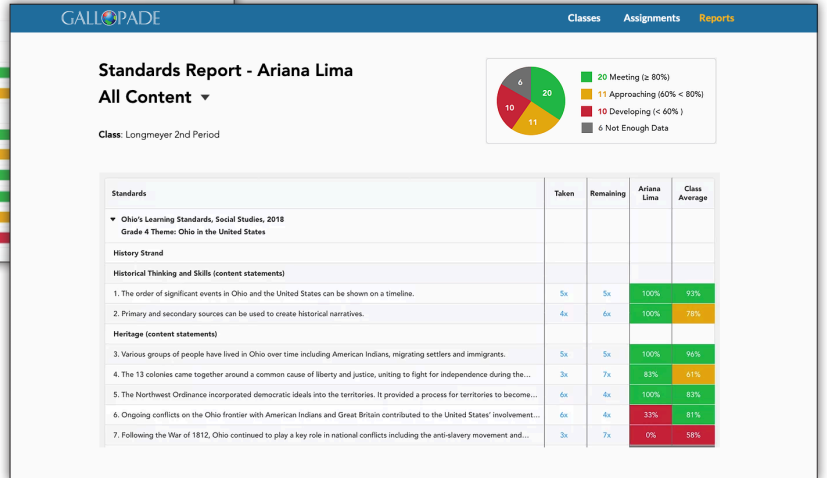 GALLOPADE
Classes Assignments Reports
Standards Report - Ariana Lima
All Content
Class: Longmeyer 2nd Period
6
20
10
11
20 Meeting (≥ 80%)
11 Approaching (60% < 80%)
10 Developing (< 60% )
6 Not Enough Data
Standards Taken Remaining Ariana Lima Class Average
Ohio's Learning Standards, Social Studies, 2018
Grade 4 Theme: Ohio in the United States
History Strand
Historical Thinking and Skills (content statements)
1. The order of significant events in Ohio and the United States can be shown on a timeline. 5x 5x 100% 93%
2. Primary and secondary sources can be used to create historical narratives. 4x 6x 100% 78%
Heritage (content statements)
3. Various groups of people have lived in Ohio over time including American Indians, migrating settlers and immigrants. 5x 5x 100% 96%
4. The 13 colonies came together around a common cause of liberty and justice, uniting to fight for independence during the... 3x 7x 83% 61%
5. The Northwest Ordinance incorporated democratic ideals into the territories. It provided a process for territories to become... 6x 4x 100% 83%
6. Ongoing conflicts on the Ohio frontier with American Indians and Great Britain contributed to the United States' involvement... 6x 4x 33% 81%
7. Following the War of 1812, Ohio continued to play a key role in national conflicts including the anti-slavery movement and... 3x 7x 0% 58%